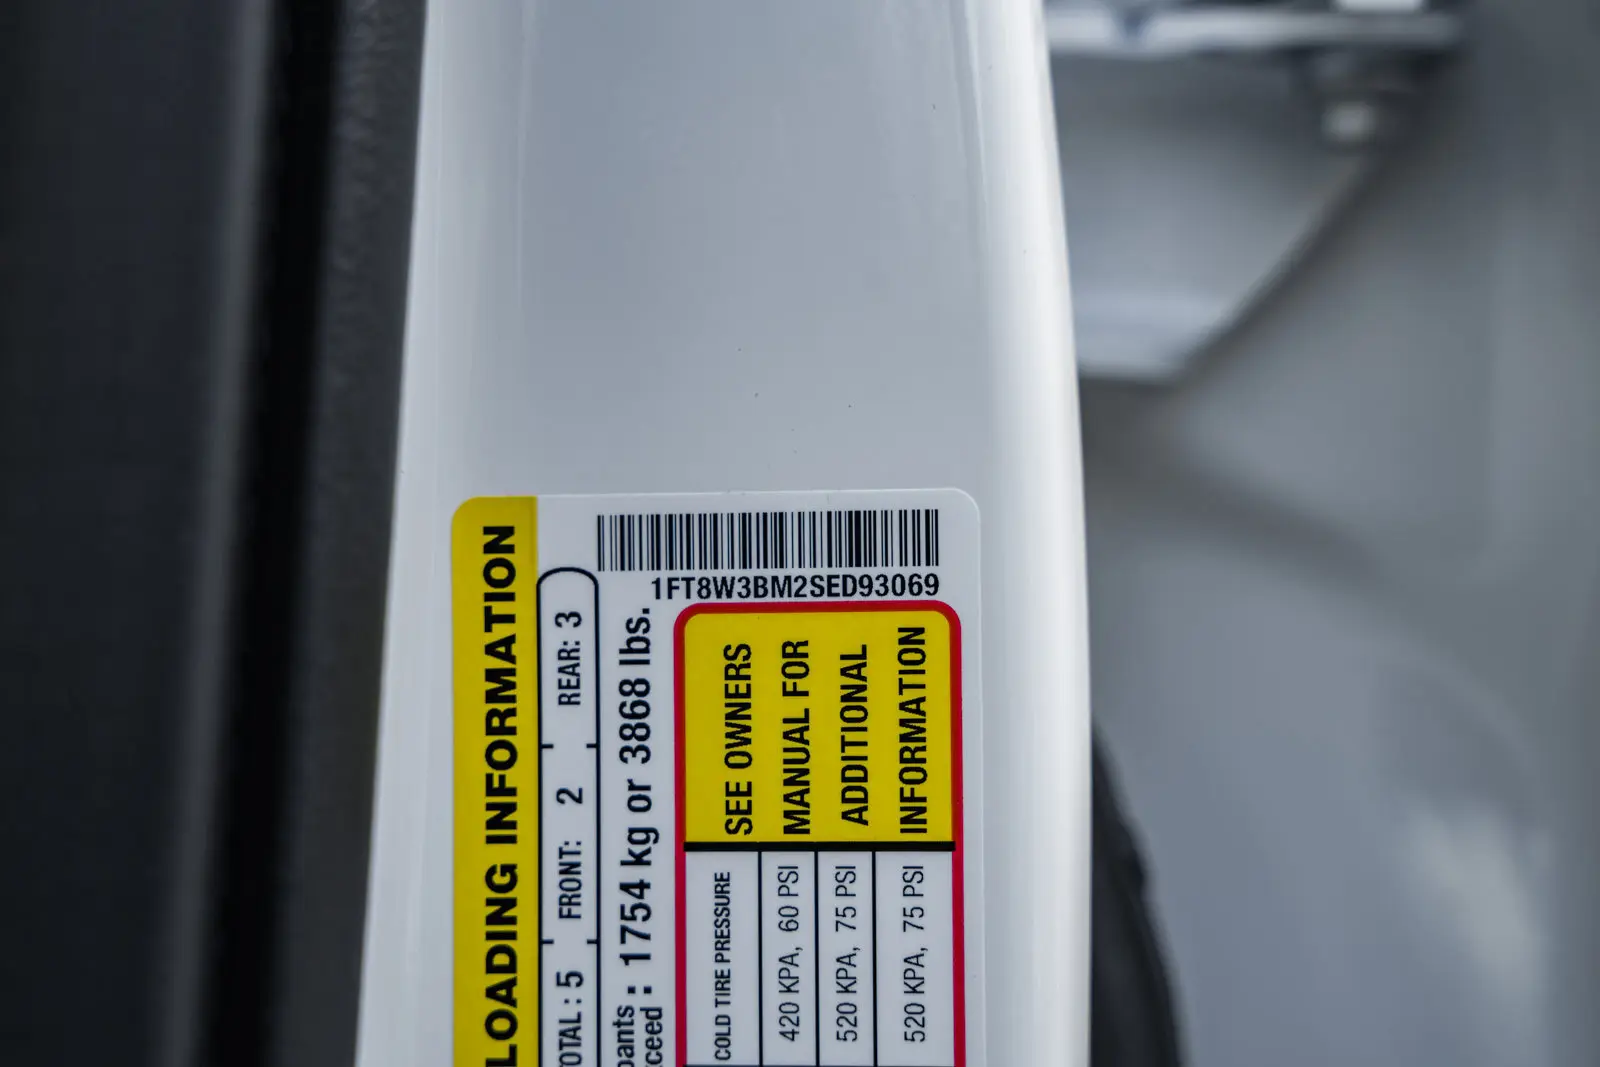 1FT8W3BM2SED93069
LOADING INFORMATION
OTAL : 5 FRONT: 2 REAR: 3
pants
ceed : 1754 kg or 3868 lbs.
COLD TIRE PRESSURE
420 KPA, 60 PSI
520 KPA, 75 PSI
520 KPA, 75 PSI
SEE OWNERS
MANUAL FOR
ADDITIONAL
INFORMATION